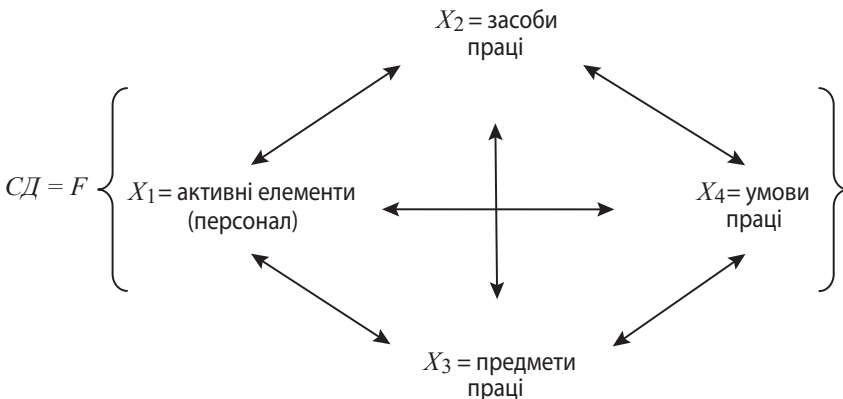 X2 = засоби
праці
СД = F
X1 = активні елементи
(персонал)
X4 = умови
праці
X3 = предмети
праці